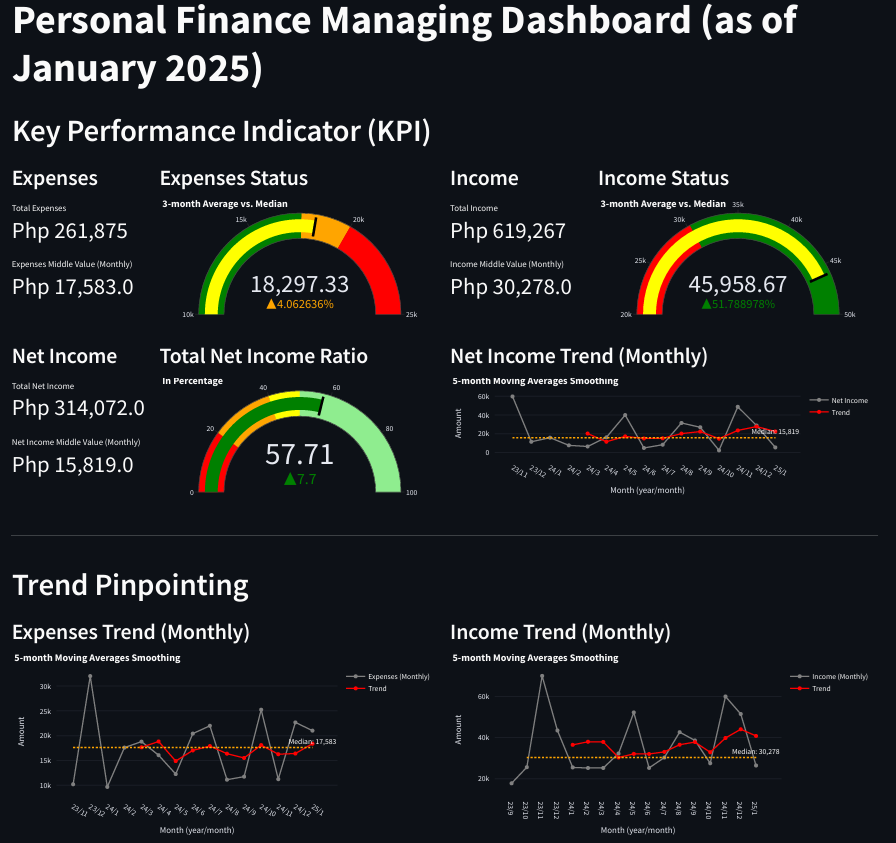 Personal Finance Managing Dashboard (as of
January 2025)
Key Performance Indicator (KPI)
Expenses
Total Expenses
Php 261,875
Expenses Middle Value (Monthly)
Php 17,583.0
Expenses Status
3-month Average vs. Median
10k
15k
20k
25k
18,297.33
▲4.062636%
Income
Total Income
Php 619,267
Income Middle Value (Monthly)
Php 30,278.0
Income Status
3-month Average vs. Median
20k
25k
30k
35k
40k
45k
50k
45,958.67
▲51.788978%
Net Income
Total Net Income
Php 314,072.0
Net Income Middle Value (Monthly)
Php 15,819.0
Total Net Income Ratio
In Percentage
0
20
40
60
80
100
57.71
▲7.7
Net Income Trend (Monthly)
5-month Moving Averages Smoothing
Amount
60k
40k
20k
0
Median: 15,819
23/11
23/12
24/1
24/2
24/3
24/4
24/5
24/6
24/7
24/8
24/9
24/10
24/11
24/12
25/1
Month (year/month)
Net Income
Trend
Trend Pinpointing
Expenses Trend (Monthly)
5-month Moving Averages Smoothing
Amount
30k
25k
20k
15k
10k
Median: 17,583
23/11
23/12
24/1
24/2
24/3
24/4
24/5
24/6
24/7
24/8
24/9
24/10
24/11
24/12
25/1
Month (year/month)
Expenses (Monthly)
Trend
Income Trend (Monthly)
5-month Moving Averages Smoothing
Amount
60k
40k
20k
Median: 30,278
23/9
23/10
23/11
23/12
24/1
24/2
24/3
24/4
24/5
24/6
24/7
24/8
24/9
24/10
24/11
24/12
25/1
Month (year/month)
Income (Monthly)
Trend